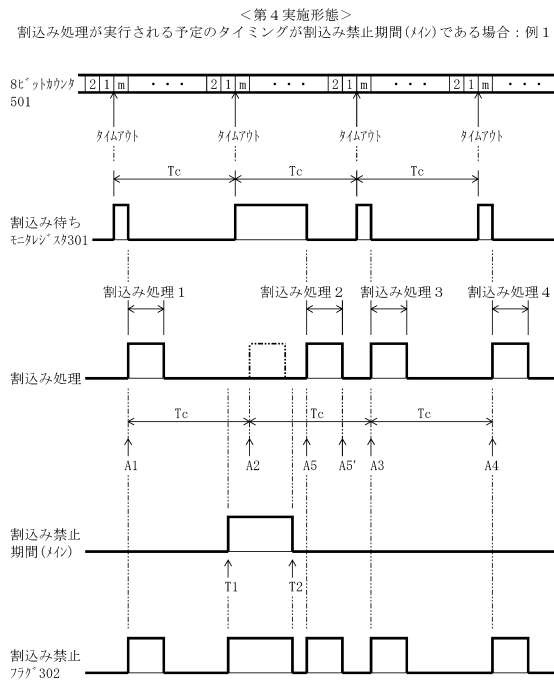 ＜第４実施形態＞
割込み処理が実行される予定のタイミングが割込み禁止期間(ﾒｲﾝ)である場合：例１
8ﾋﾞｯﾄｶｳﾝﾀ 2 1 m ・・・ 2 1 m ・・・ 2 1 m ・・・ 2 1 m ・・・
501
ﾀｲﾑｱｳﾄ ﾀｲﾑｱｳﾄ ﾀｲﾑｱｳﾄ ﾀｲﾑｱｳﾄ
Tc Tc Tc
割込み待ち
ﾓﾆﾀﾚｼﾞｽﾀ301
割込み処理１ 割込み処理２ 割込み処理３ 割込み処理４
割込み処理
Tc Tc Tc
A1 A2 A5 A5' A3 A4
割込み禁止
期間(ﾒｲﾝ)
T1 T2
割込み禁止
ﾌﾗｸﾞ302